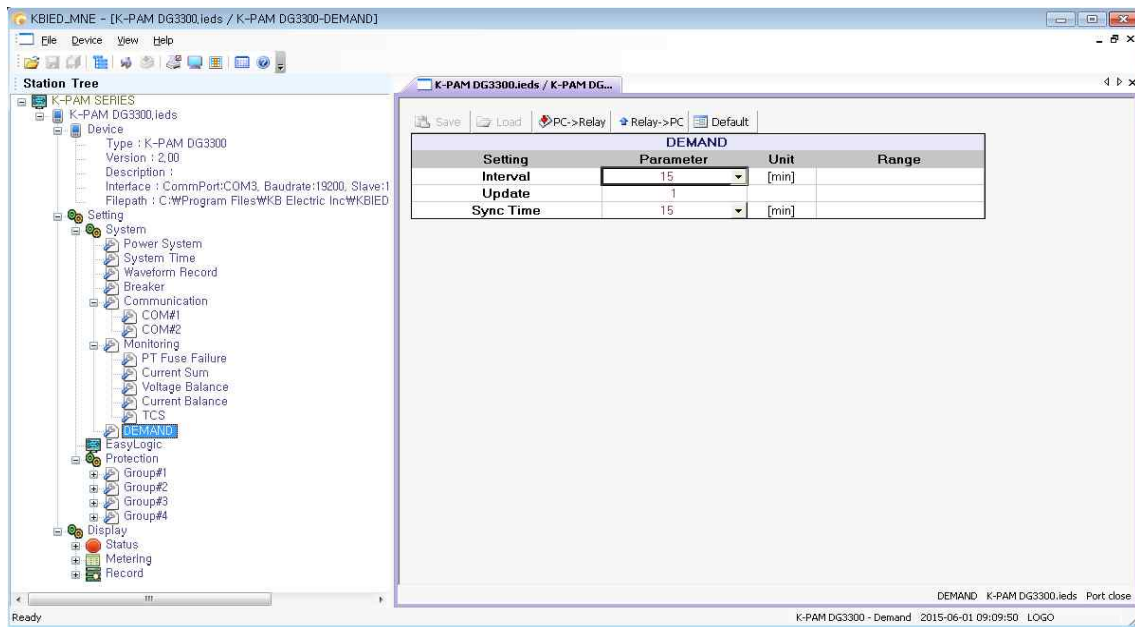 KBIED_MNE - [K-PAM DG3300,ieds / K-PAM DG3300-DEMAND]
File Device View Help
Station Tree
K-PAM DG3300.ieds / K-PAM DG...
K-PAM SERIES
K-PAM DG3300,ieds
Device
Type : K-PAM DG3300
Version : 2,00
Description :
Interface : CommPort:COM3, Baudrate:19200, Slave:1
Filepath : C:₩Program Files₩KB Electric Inc₩KBIED
Setting
System
Power System
System Time
Waveform Record
Breaker
Communication
COM#1
COM#2
Monitoring
PT Fuse Failure
Current Sum
Voltage Balance
Current Balance
TCS
DEMAND
EasyLogic
Protection
Group#1
Group#2
Group#3
Group#4
Display
Status
Metering
Record
Save Load PC->Relay Relay->PC Default
DEMAND
Setting Parameter Unit Range
Interval 15 [min]
Update 1
Sync Time 15 [min]
DEMAND K-PAM DG3300.ieds Port close
Ready K-PAM DG3300 - Demand 2015-06-01 09:09:50 LOGO